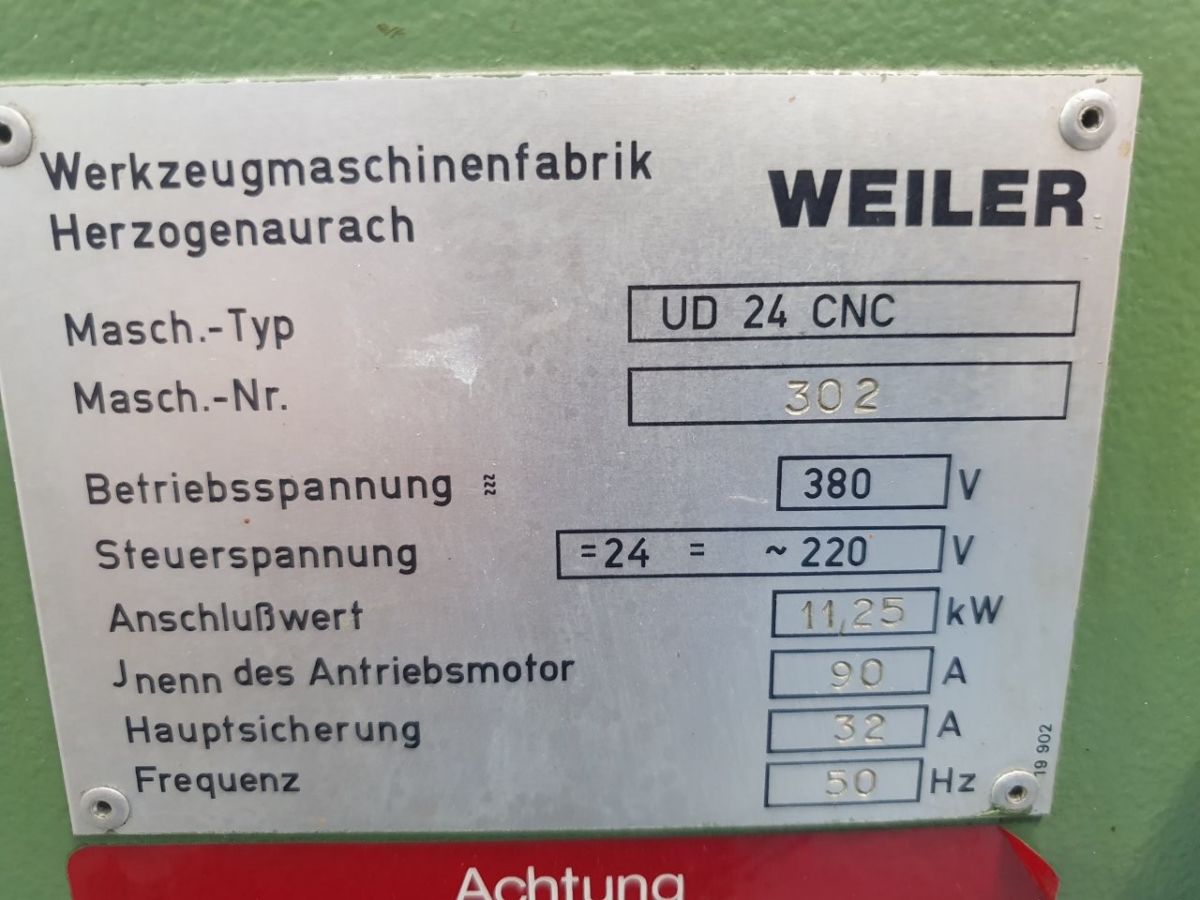 Werkzeugmaschinenfabrik
Herzogenaurach
WEILER
Masch.-Typ UD 24 CNC
Masch.-Nr. 302
Betriebsspannung 380 V
Steuerspannung =24 = ~220 V
Anschlußwert 11,25 kW
Jnenn des Antriebsmotor 90 A
Hauptsicherung 32 A
Frequenz 50 Hz
19 902
Achtung